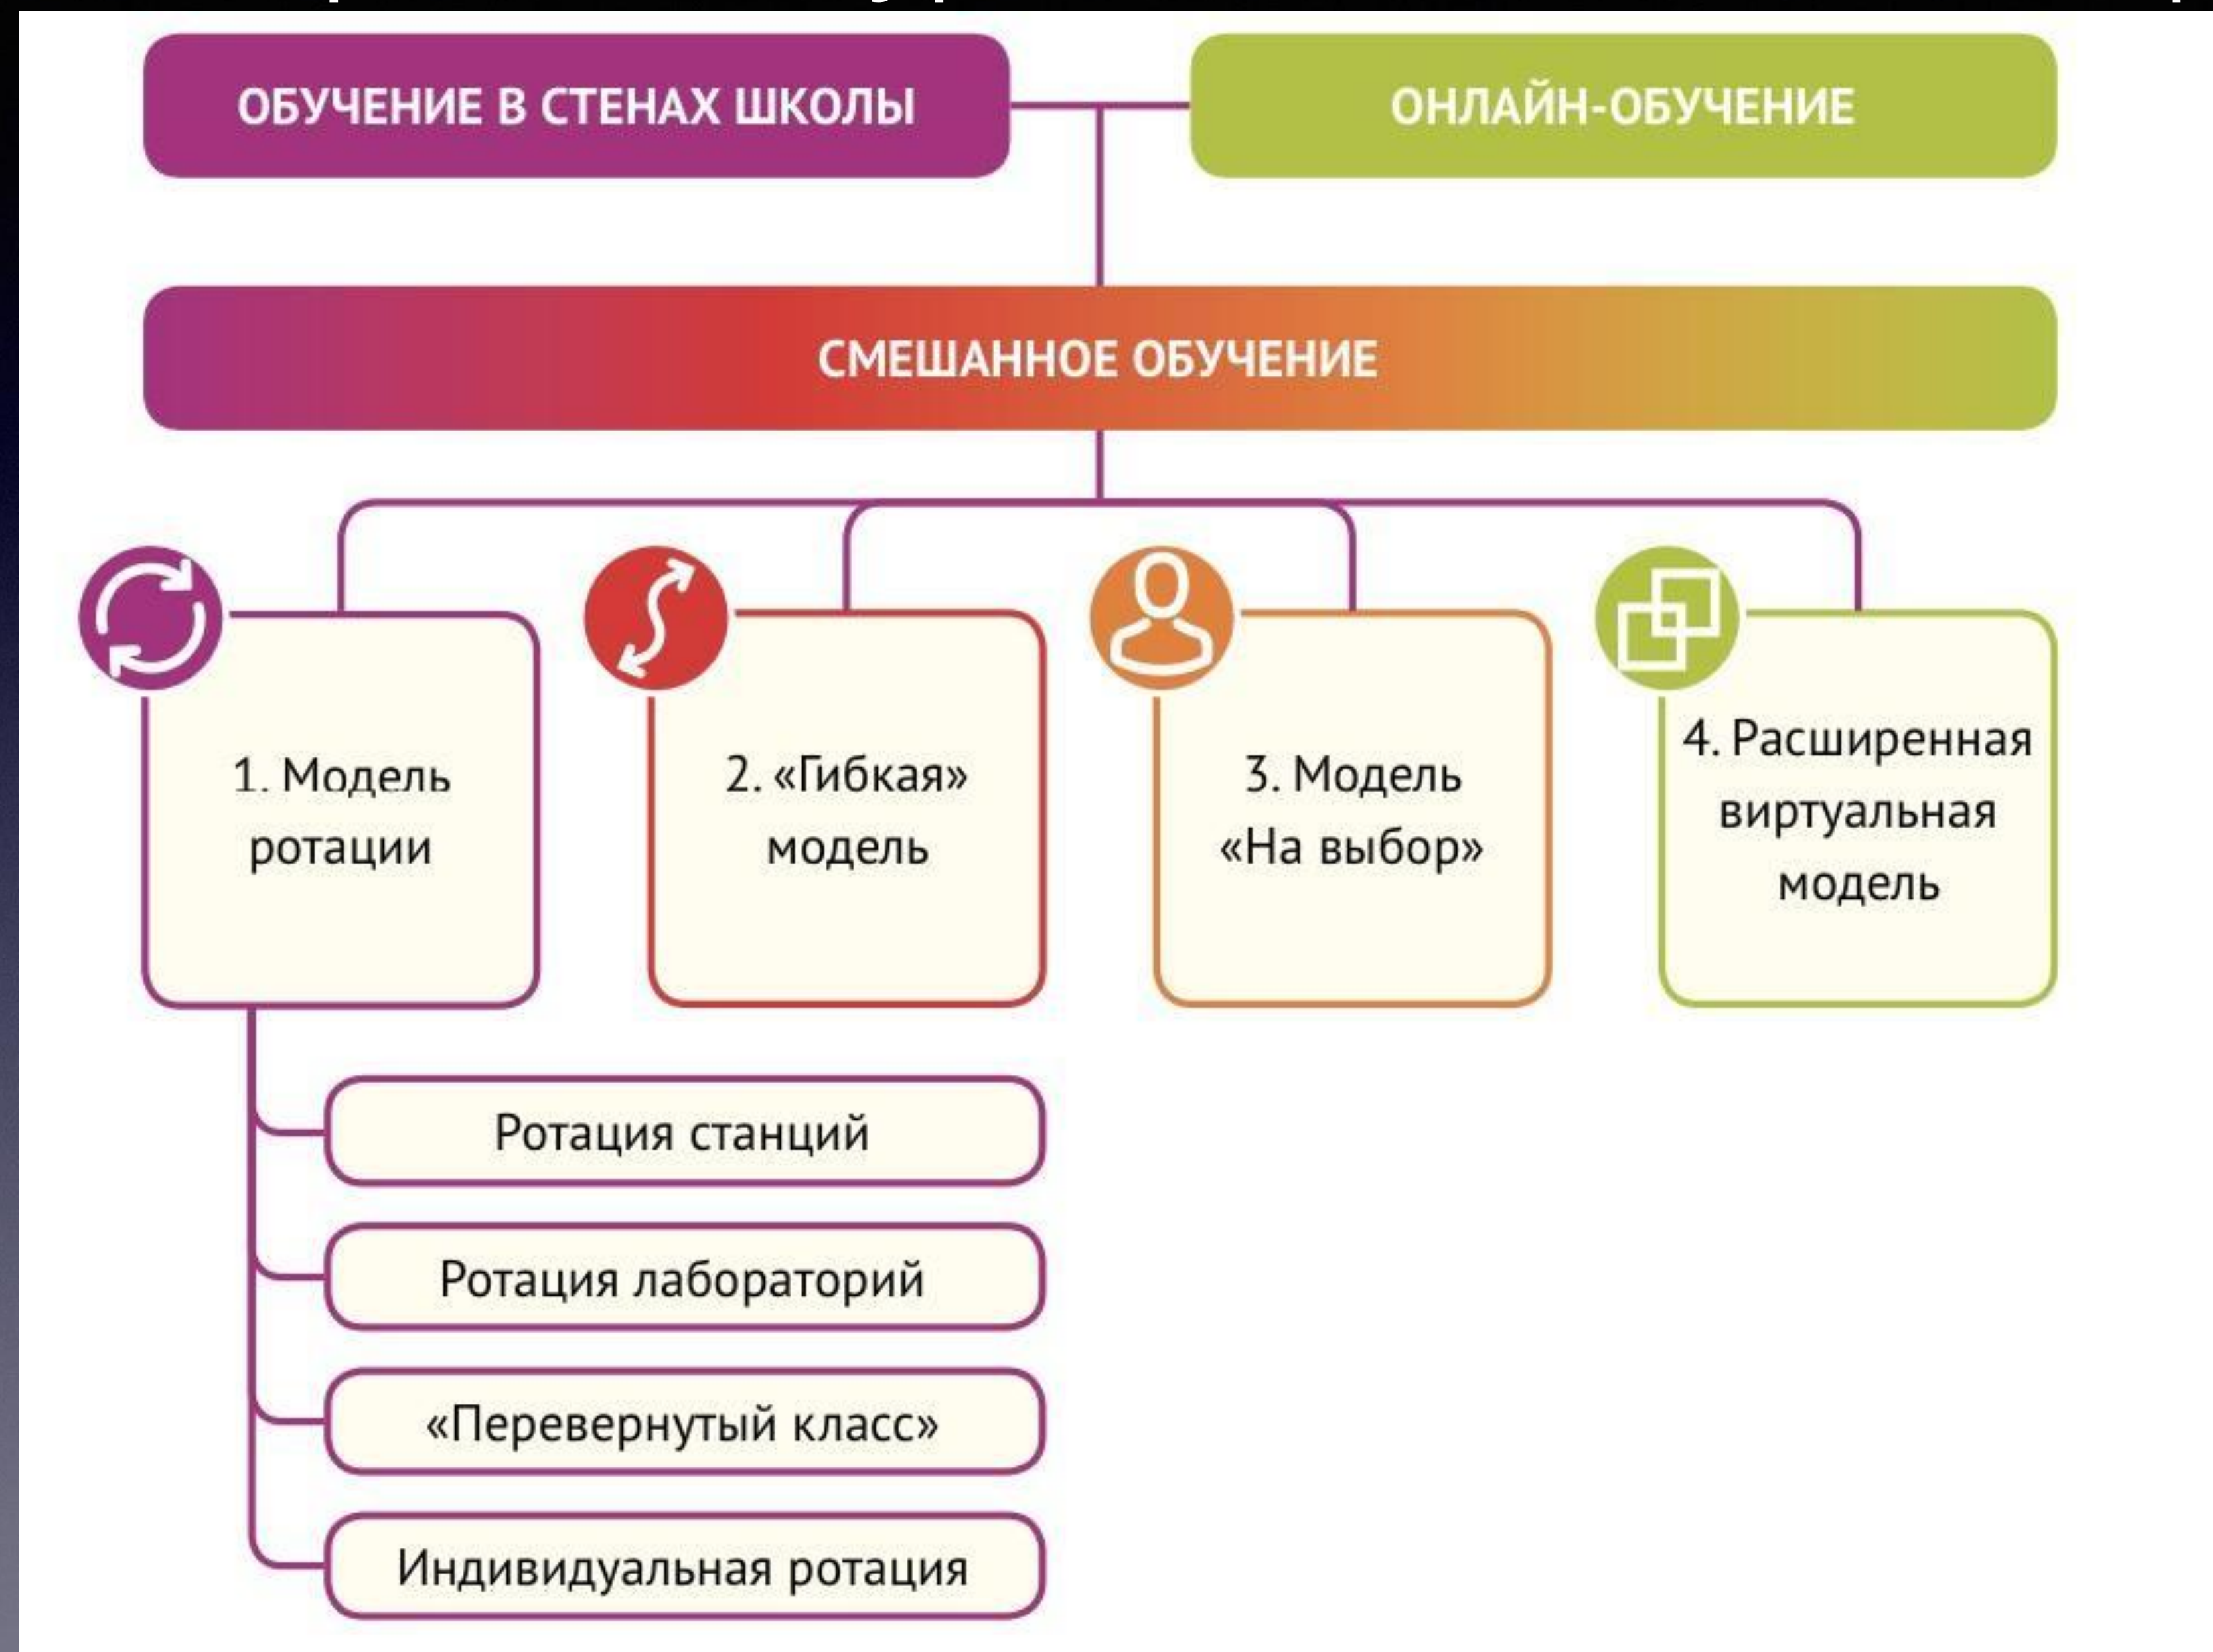 ОБУЧЕНИЕ В СТЕНАХ ШКОЛЫ
ОНЛАЙН-ОБУЧЕНИЕ
СМЕШАННОЕ ОБУЧЕНИЕ
1. Модель
ротации
2. «Гибкая»
модель
3. Модель
«На выбор»
4. Расширенная
виртуальная
модель
Ротация станций
Ротация лабораторий
«Перевернутый класс»
Индивидуальная ротация